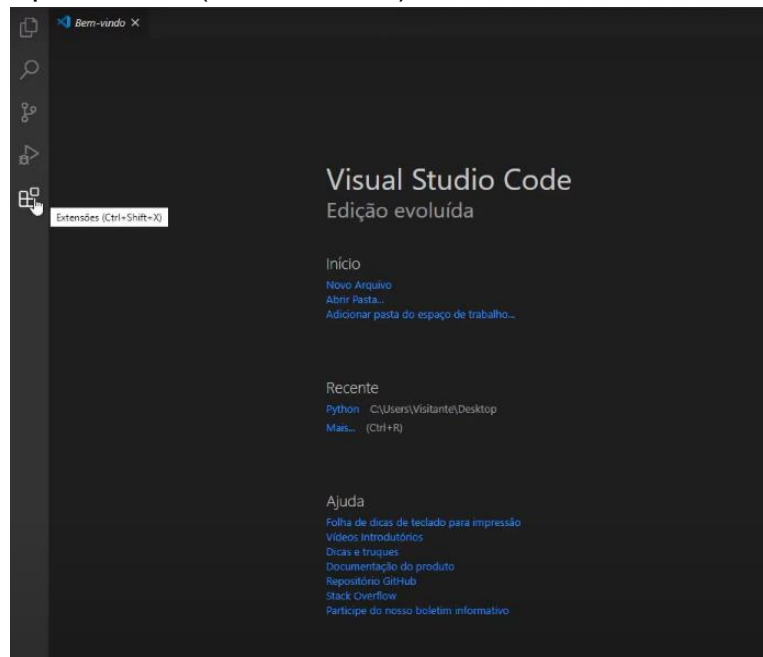 Bem-vindo
Extensões (Ctrl+Shift+X)
Visual Studio Code
Edição evoluída
Início
Novo Arquivo
Abrir Pasta...
Adicionar pasta do espaço de trabalho...
Recente
Python C:\Users\Visitante\Desktop
Mais... (Ctrl+R)
Ajuda
Folha de dicas de teclado para impressão
Vídeos Introdutórios
Dicas e truques
Documentação do produto
Repositório GitHub
Stack Overflow
Participe do nosso boletim informativo